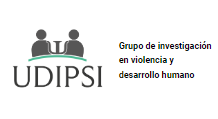 UDIPSI
Grupo de investigación
en violencia y
desarrollo humano